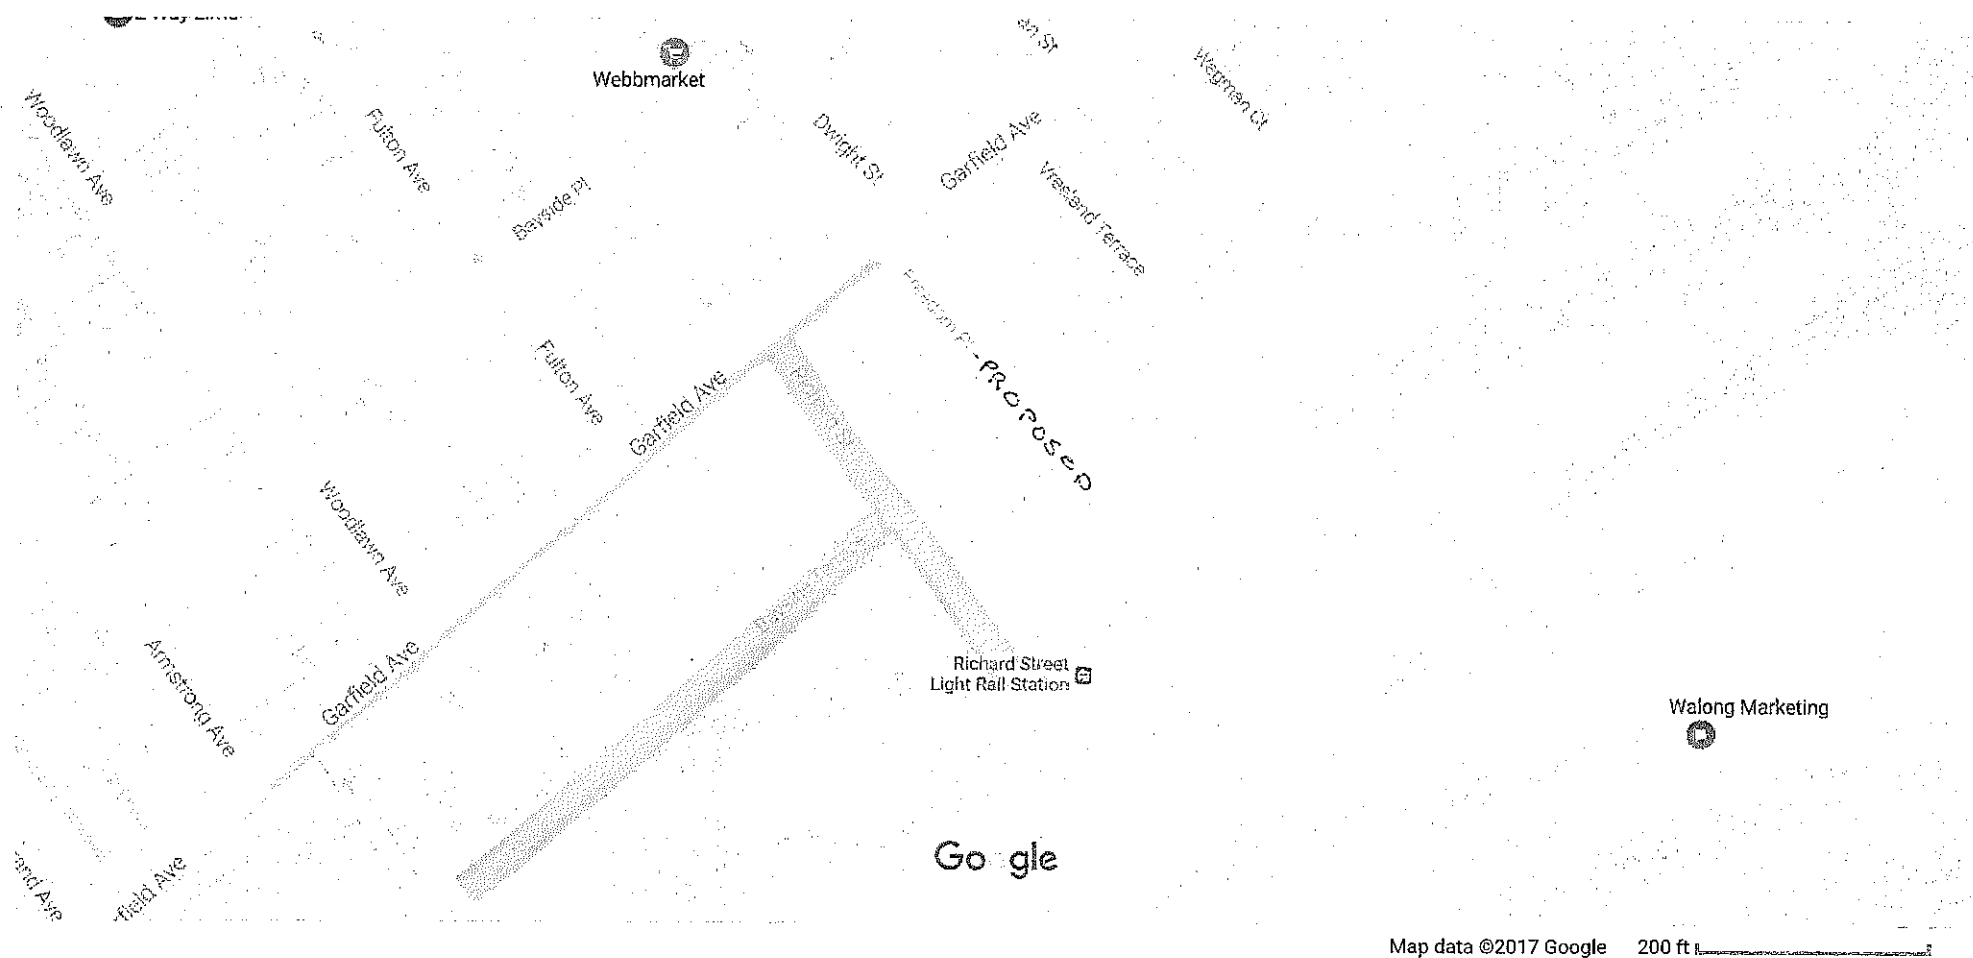 Webbmarket
Wegman Ct
Woodlawn Ave
Fulton Ave
Dwight St
Garfield Ave
Bayside Pl
Vreeland Terrace
Freedom Pl - PROPOSED
Fulton Ave
Garfield Ave
Woodlawn Ave
Armstrong Ave
Garfield Ave
Richard Street
Light Rail Station
Walong Marketing
Google
Map data ©2017 Google 200 ft